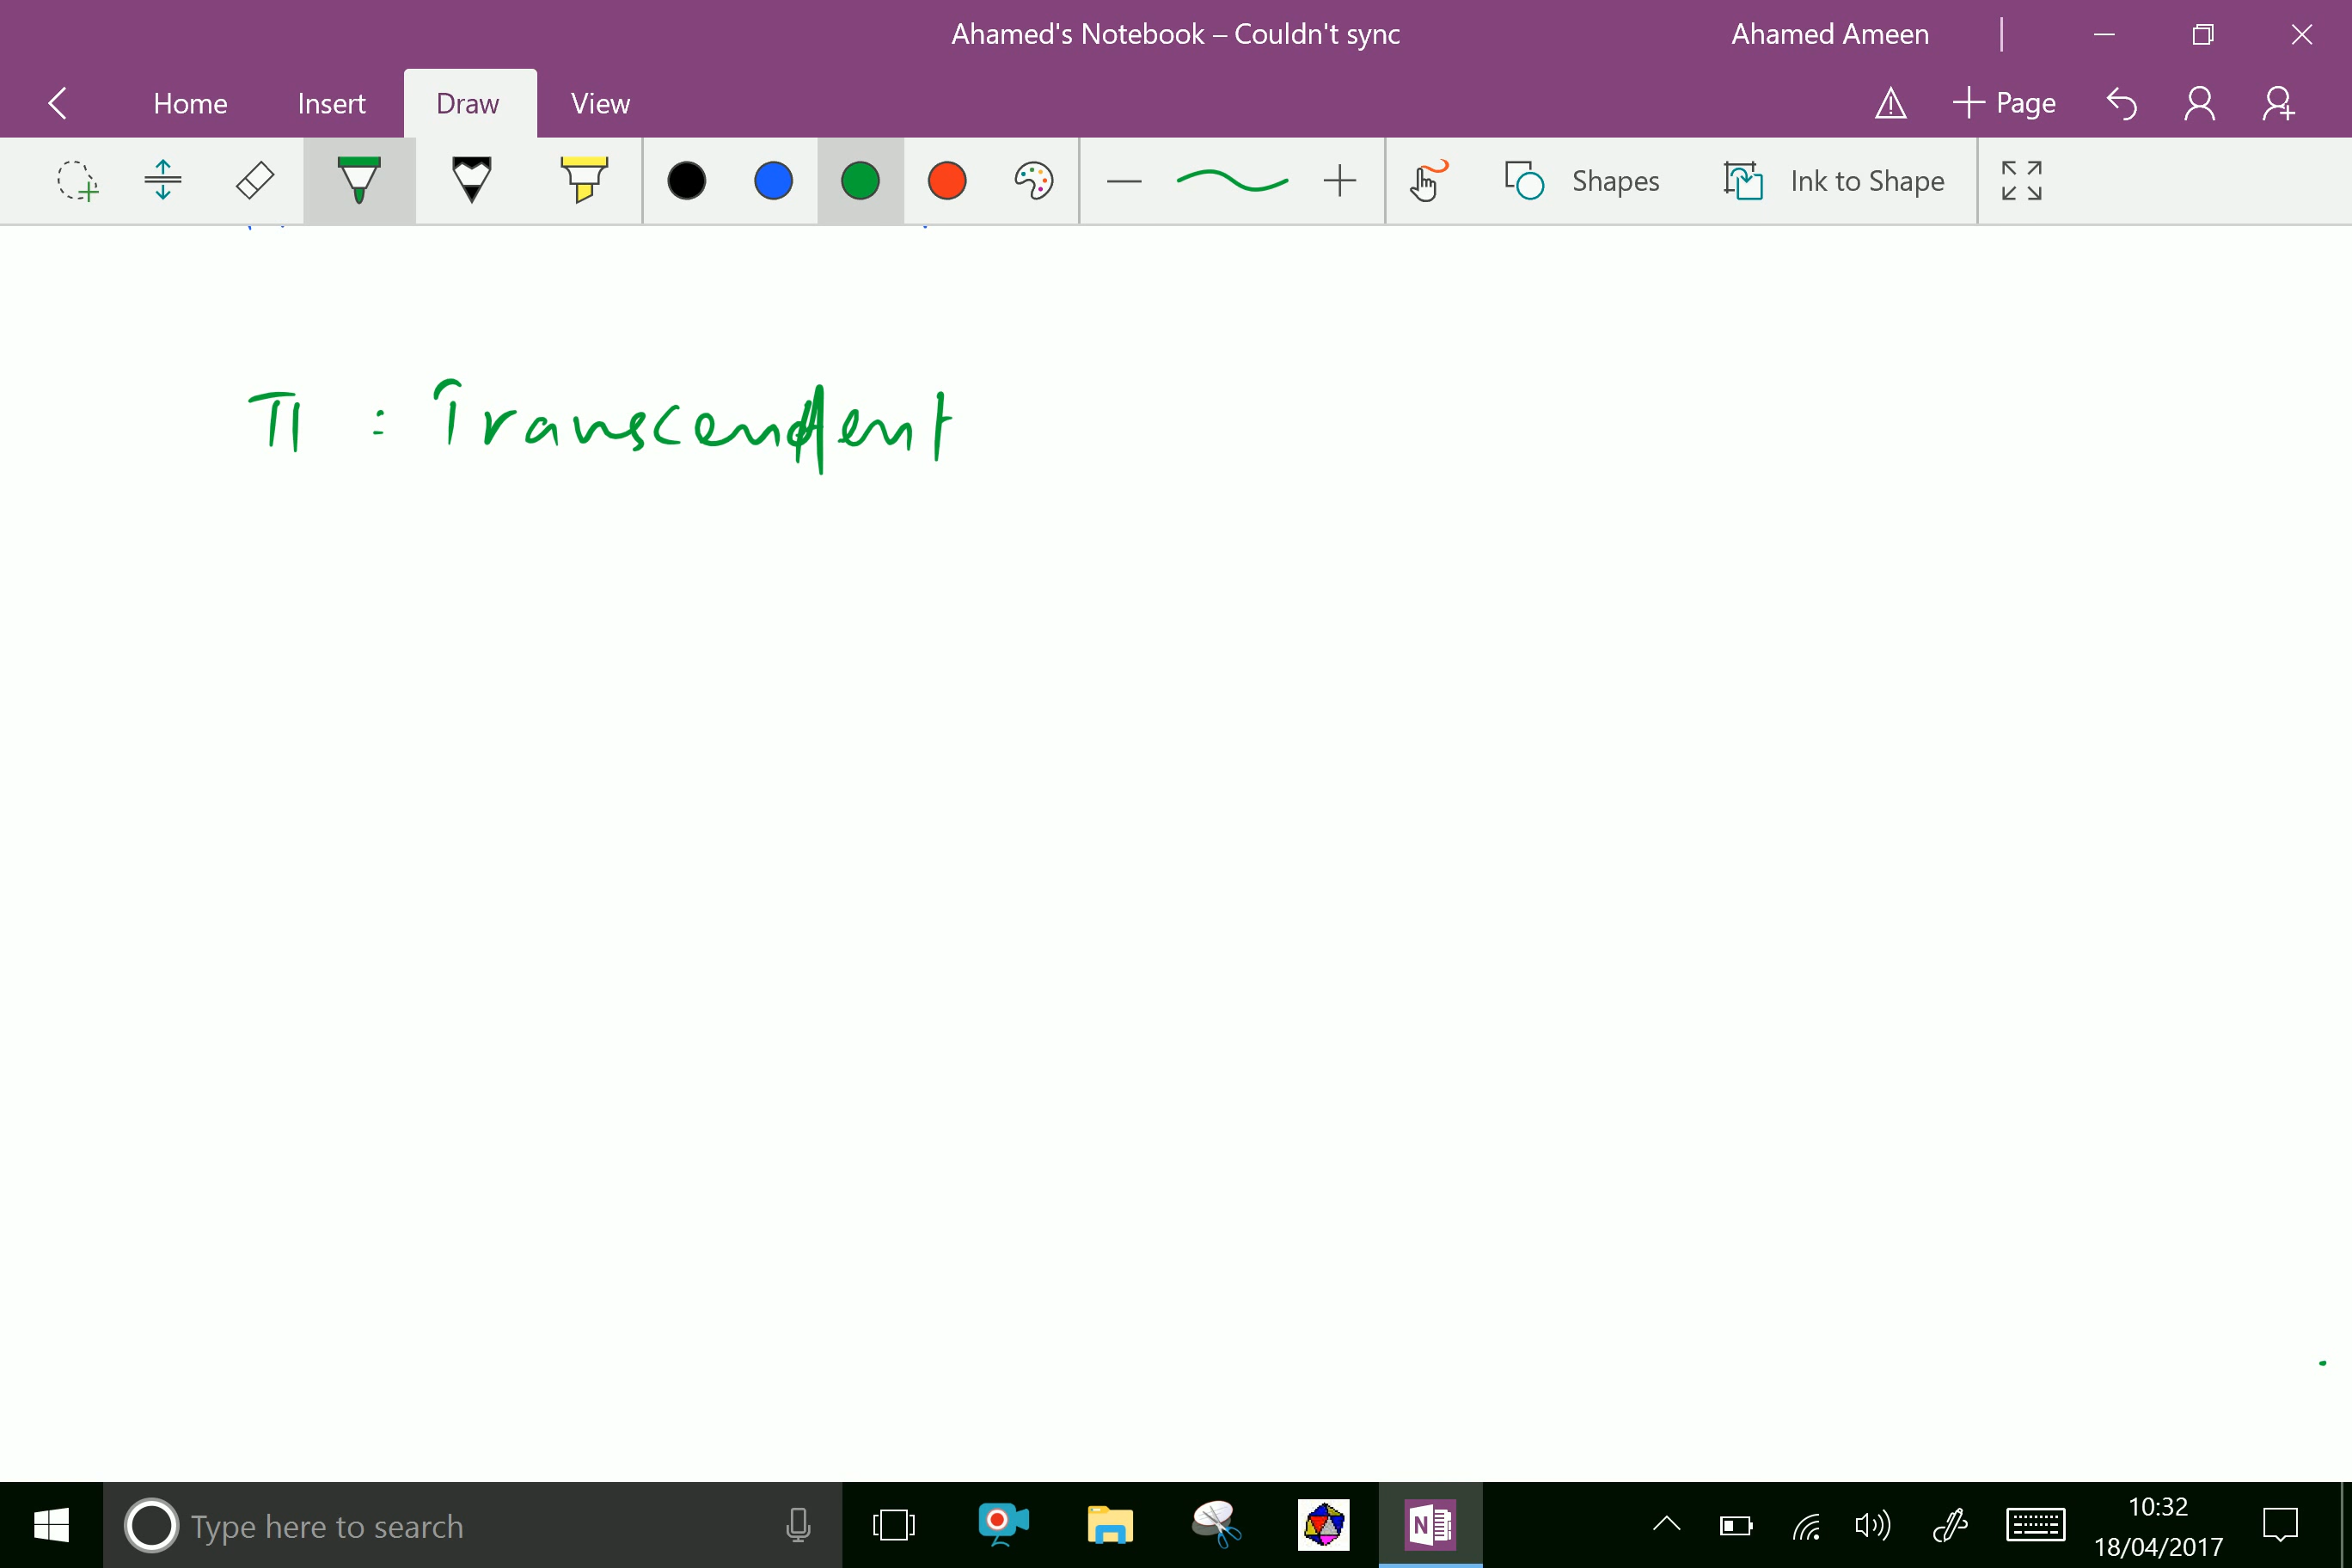 Ahamed's Notebook – Couldn't sync
Ahamed Ameen
Home Insert Draw View
Page
Shapes Ink to Shape
π : Transcendent
Type here to search
N
10:32
18/04/2017